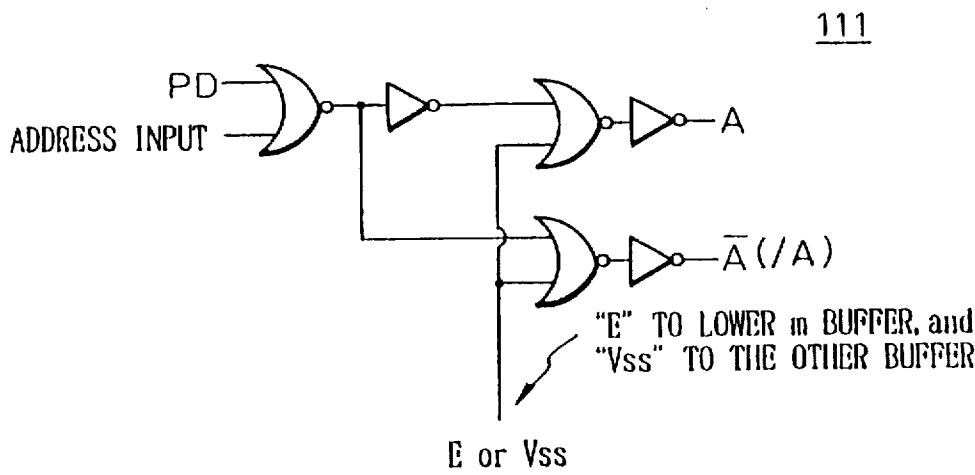 111
PD
ADDRESS INPUT
A
A̅(/A)
"E" TO LOWER m BUFFER, and
"Vss" TO THE OTHER BUFFER
E or Vss